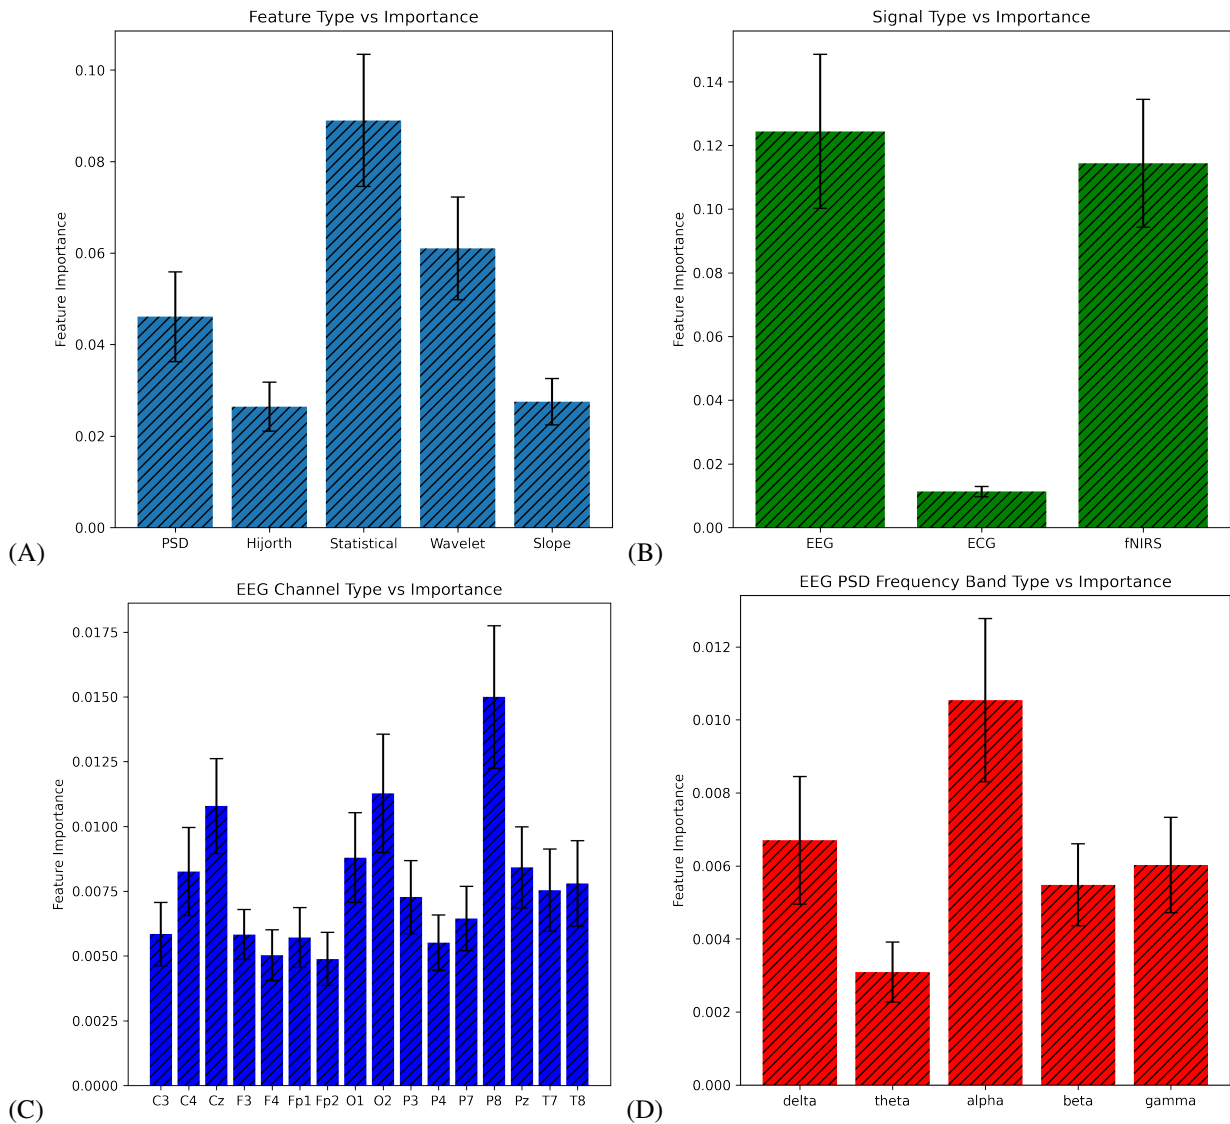 Feature Type vs Importance
Feature Importance
0.10
0.08
0.06
0.04
0.02
0.00
PSD Hijorth Statistical Wavelet Slope
(A)
Signal Type vs Importance
Feature Importance
0.14
0.12
0.10
0.08
0.06
0.04
0.02
0.00
EEG ECG fNIRS
(B)
EEG Channel Type vs Importance
Feature Importance
0.0175
0.0150
0.0125
0.0100
0.0075
0.0050
0.0025
0.0000
C3 C4 Cz F3 F4 Fp1 Fp2 O1 O2 P3 P4 P7 P8 Pz T7 T8
(C)
EEG PSD Frequency Band Type vs Importance
Feature Importance
0.012
0.010
0.008
0.006
0.004
0.002
0.000
delta theta alpha beta gamma
(D)